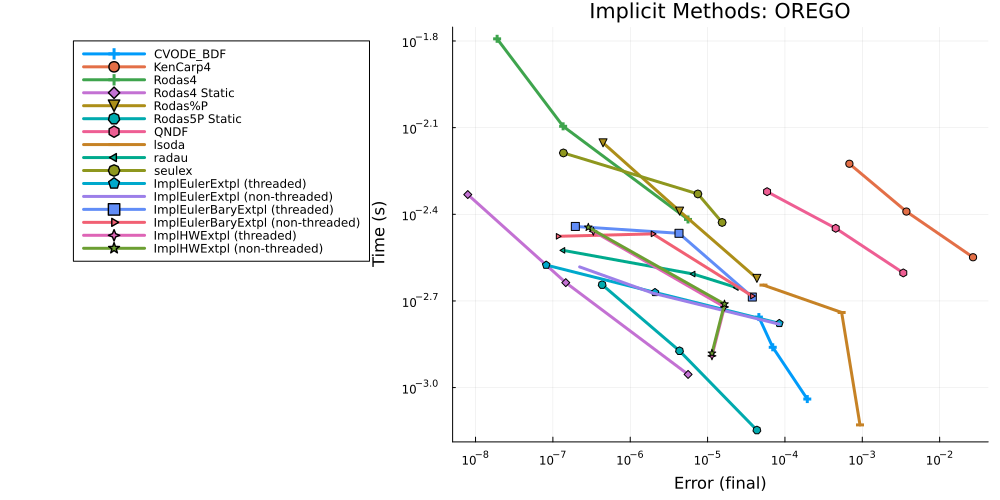 Implicit Methods: OREGO
CVODE_BDF
KenCarp4
Rodas4
Rodas4 Static
Rodas%P
Rodas5P Static
QNDF
lsoda
radau
seulex
ImplEulerExtpl (threaded)
ImplEulerExtpl (non-threaded)
ImplEulerBaryExtpl (threaded)
ImplEulerBaryExtpl (non-threaded)
ImplHWExtpl (threaded)
ImplHWExtpl (non-threaded)
Time (s)
10⁻¹·⁸
10⁻²·¹
10⁻²·⁴
10⁻²·⁷
10⁻³·⁰
10⁻⁸ 10⁻⁷ 10⁻⁶ 10⁻⁵ 10⁻⁴ 10⁻³ 10⁻²
Error (final)